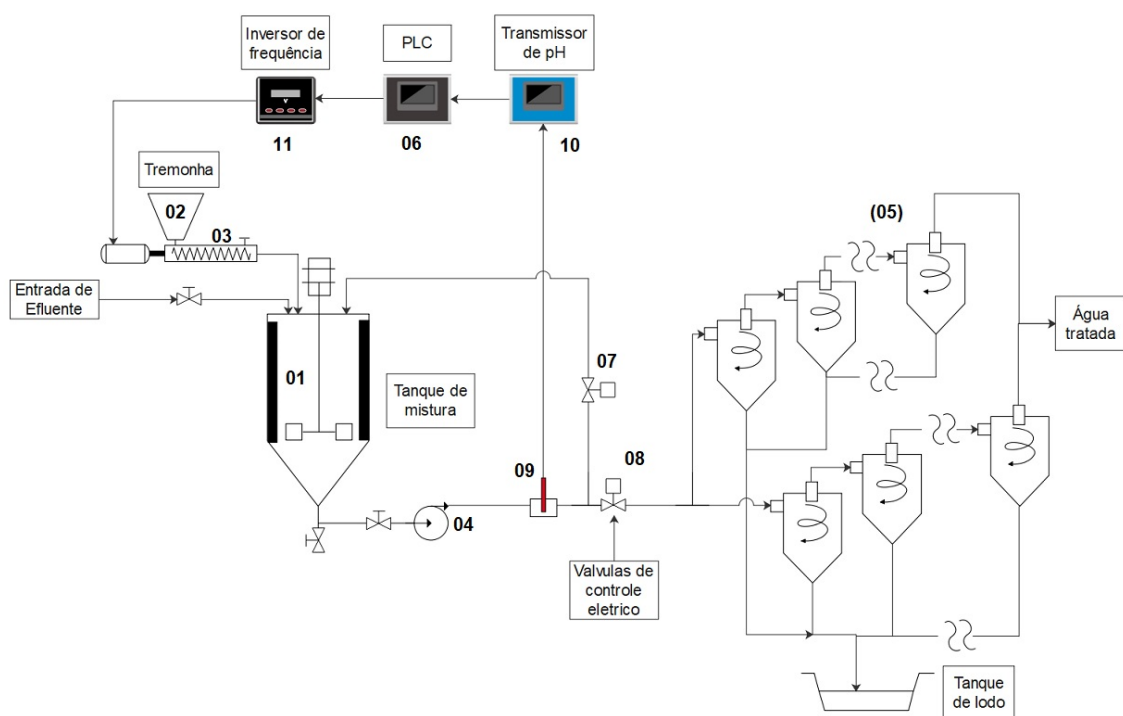 Inversor de
frequência
PLC
Transmissor
de pH
11
06
10
Tremonha
02
03
(05)
Entrada de
Efluente
Água
tratada
01
Tanque de
mistura
07
09
08
04
Valvulas de
controle
eletrico
Tanque
de lodo